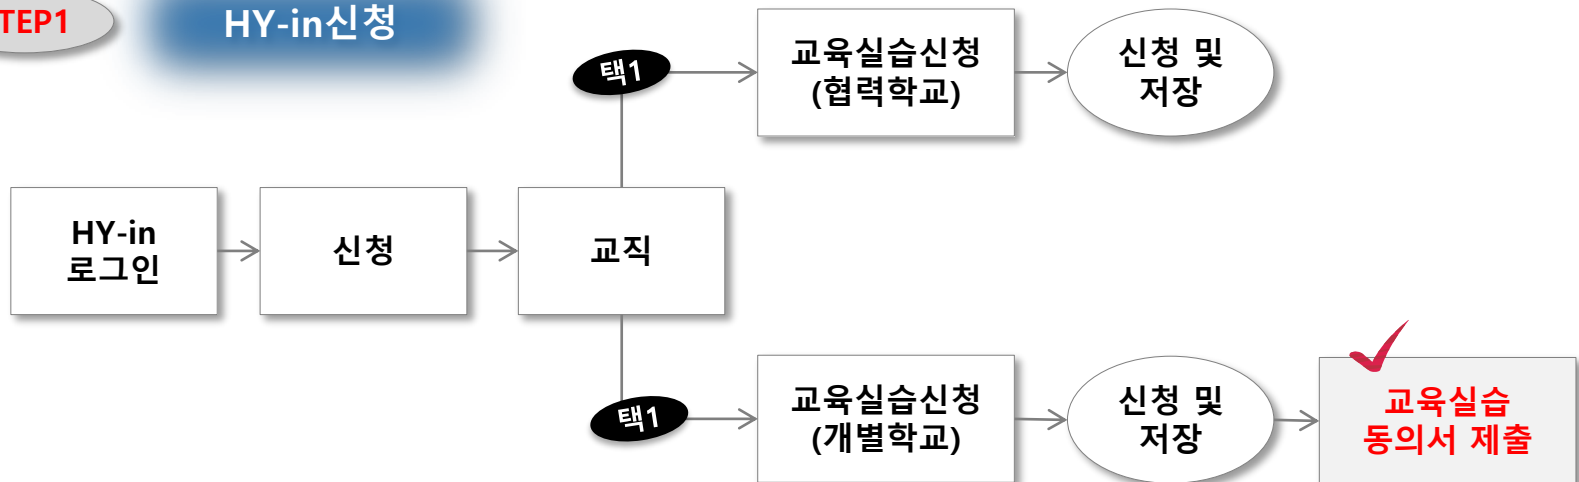 TEP1
HY-in신청
택1
교육실습신청
(협력학교)
신청 및
저장
HY-in
로그인
신청
교직
택1
교육실습신청
(개별학교)
신청 및
저장
교육실습
동의서 제출